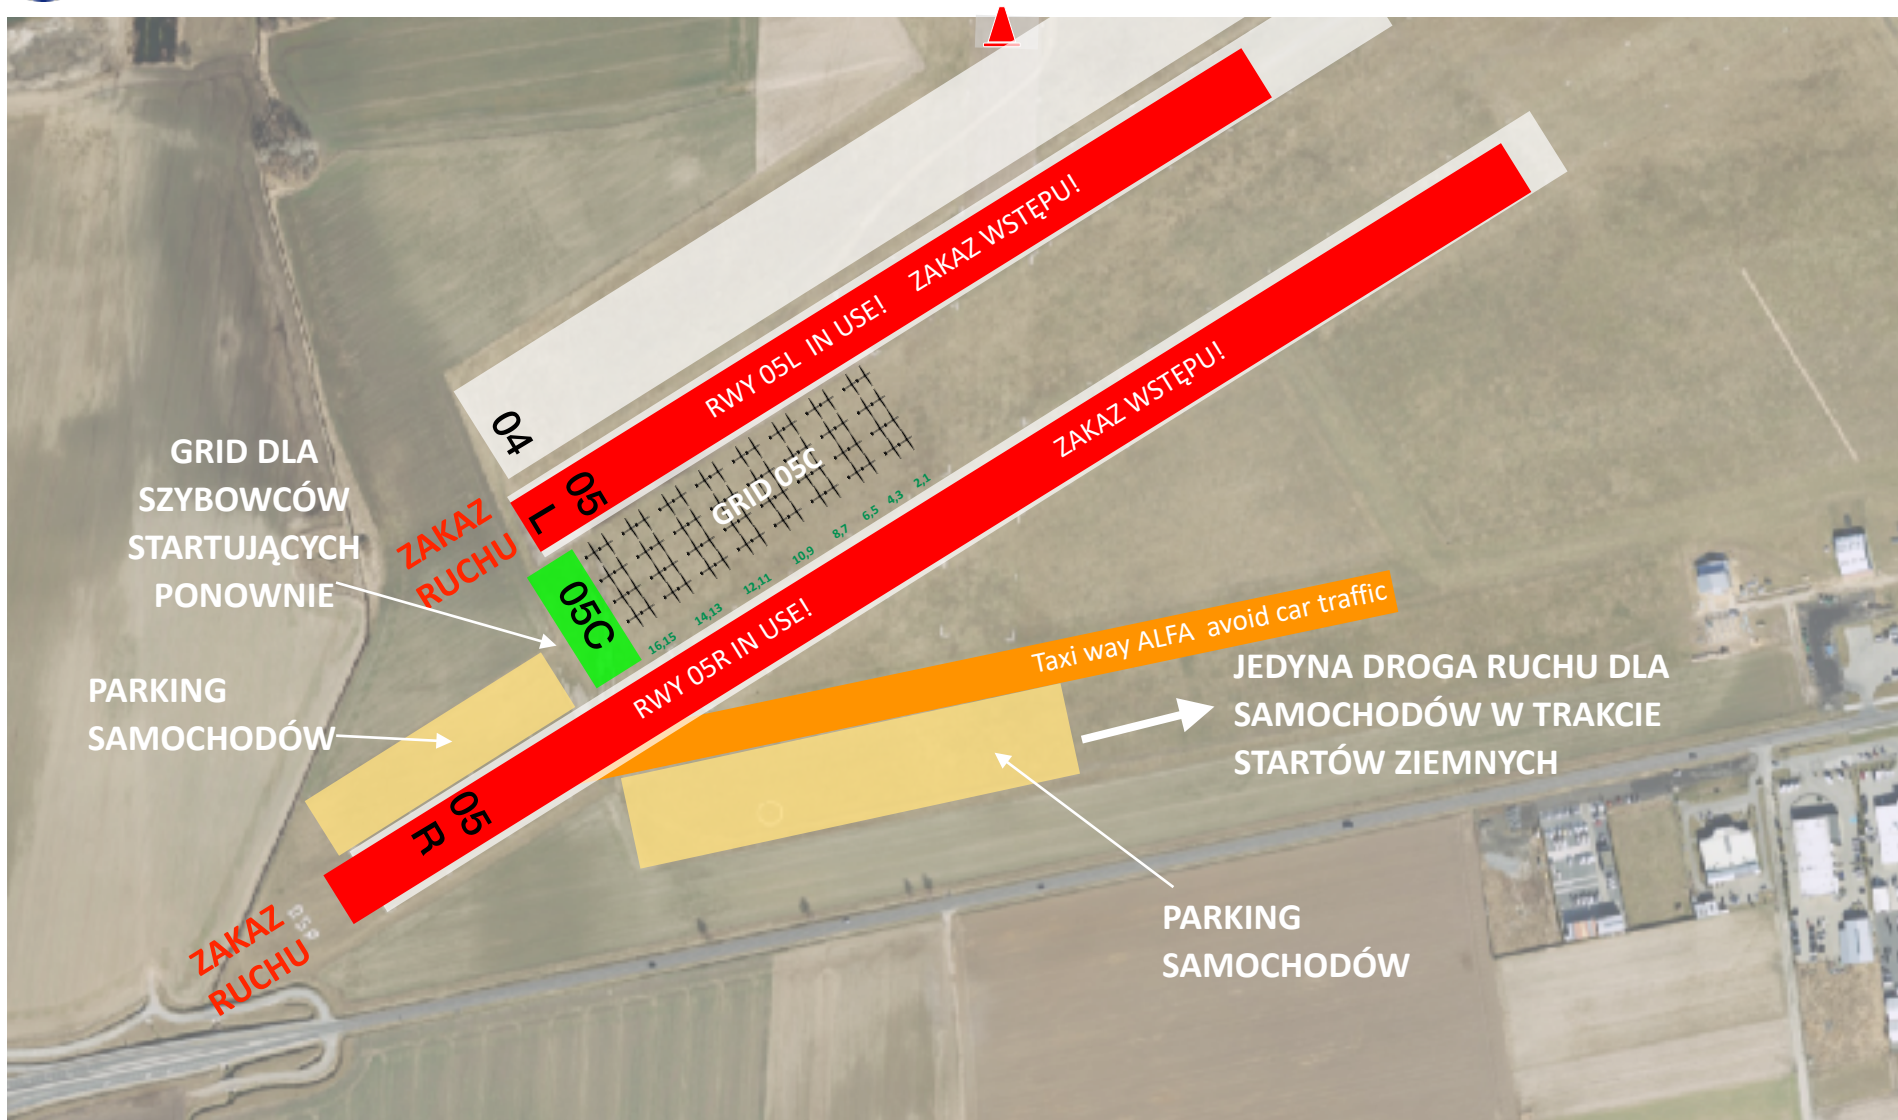 04
05
L
RWY 05L IN USE! ZAKAZ WSTĘPU!
GRID DLA
SZYBOWCÓW
STARTUJĄCYCH
PONOWNIE
ZAKAZ
RUCHU
05C
GRID 05C
16,15
14,13
12,11
10,9
8,7
6,5
4,3
2,1
RWY 05R IN USE!
ZAKAZ WSTĘPU!
05
R
PARKING
SAMOCHODÓW
Taxi way ALFA avoid car traffic
JEDYNA DROGA RUCHU DLA
SAMOCHODÓW W TRAKCIE
STARTÓW ZIEMNYCH
PARKING
SAMOCHODÓW
ZAKAZ
RUCHU